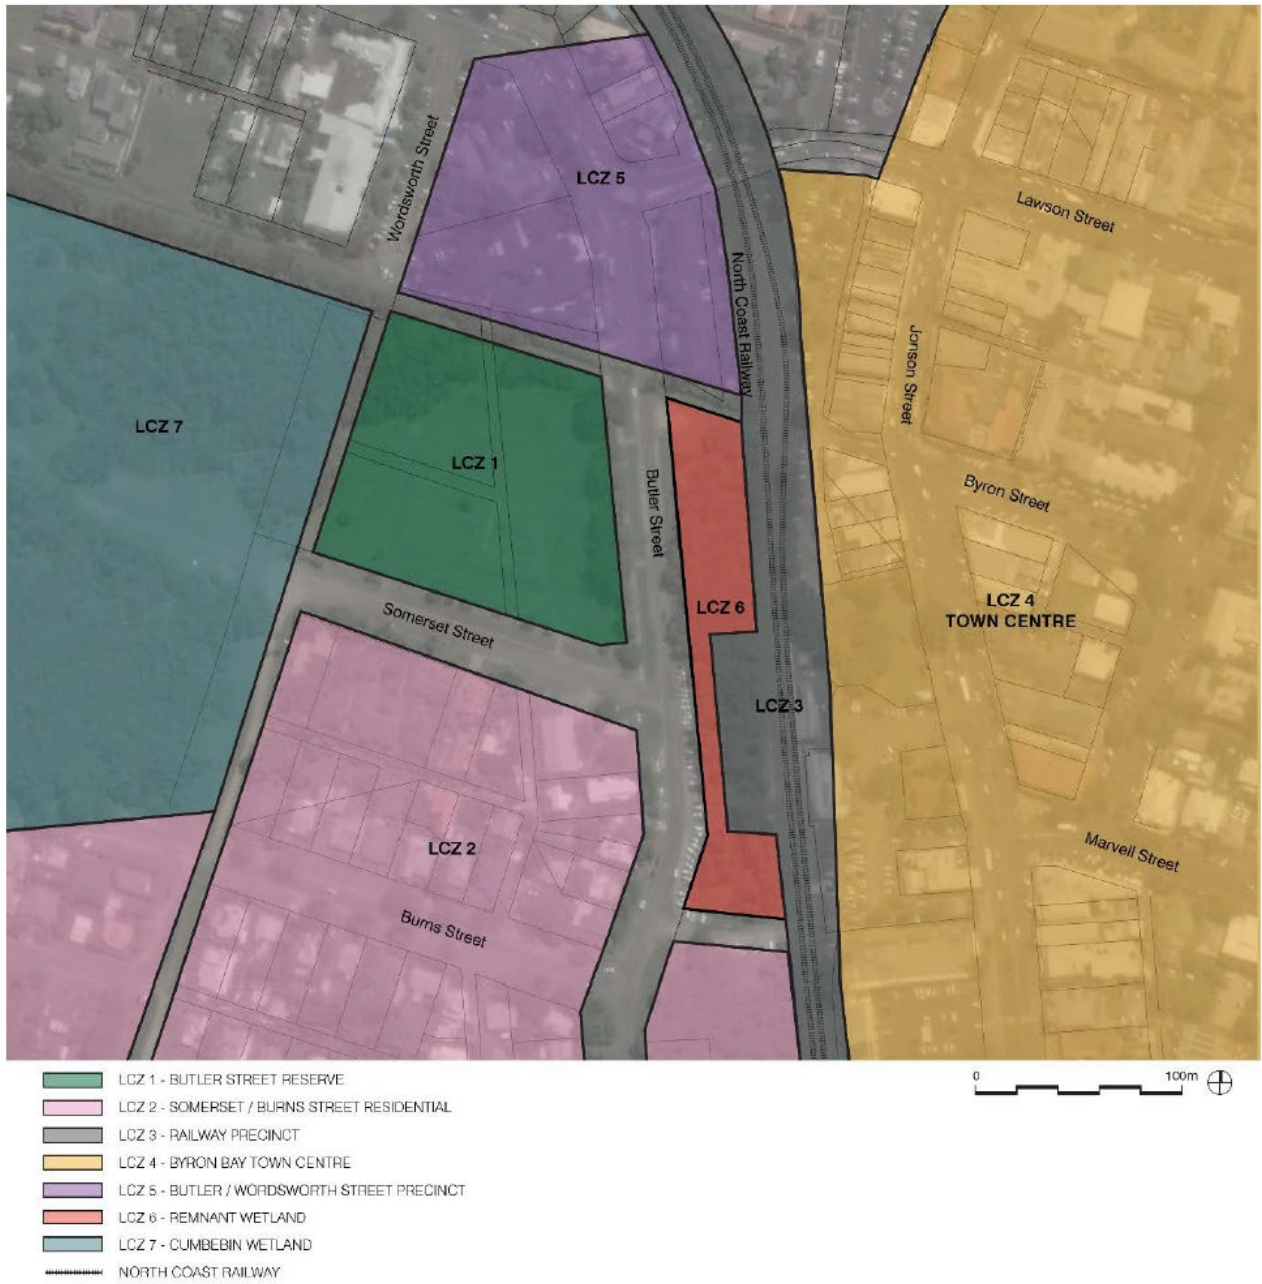 Wordsworth Street
LCZ 5
Lawson Street
North Coast Railway
Jonson Street
LCZ 7
LCZ 1
Butler Street
Byron Street
LCZ 6
LCZ 4
TOWN CENTRE
Somerset Street
LCZ 3
LCZ 2
Marvell Street
Burns Street
0 100m
LCZ 1 - BUTLER STREET RESERVE
LCZ 2 - SOMERSET / BURNS STREET RESIDENTIAL
LCZ 3 - RAILWAY PRECINCT
LCZ 4 - BYRON BAY TOWN CENTRE
LCZ 5 - BUTLER / WORDSWORTH STREET PRECINCT
LCZ 6 - REMNANT WETLAND
LCZ 7 - CUMBEBIN WETLAND
NORTH COAST RAILWAY